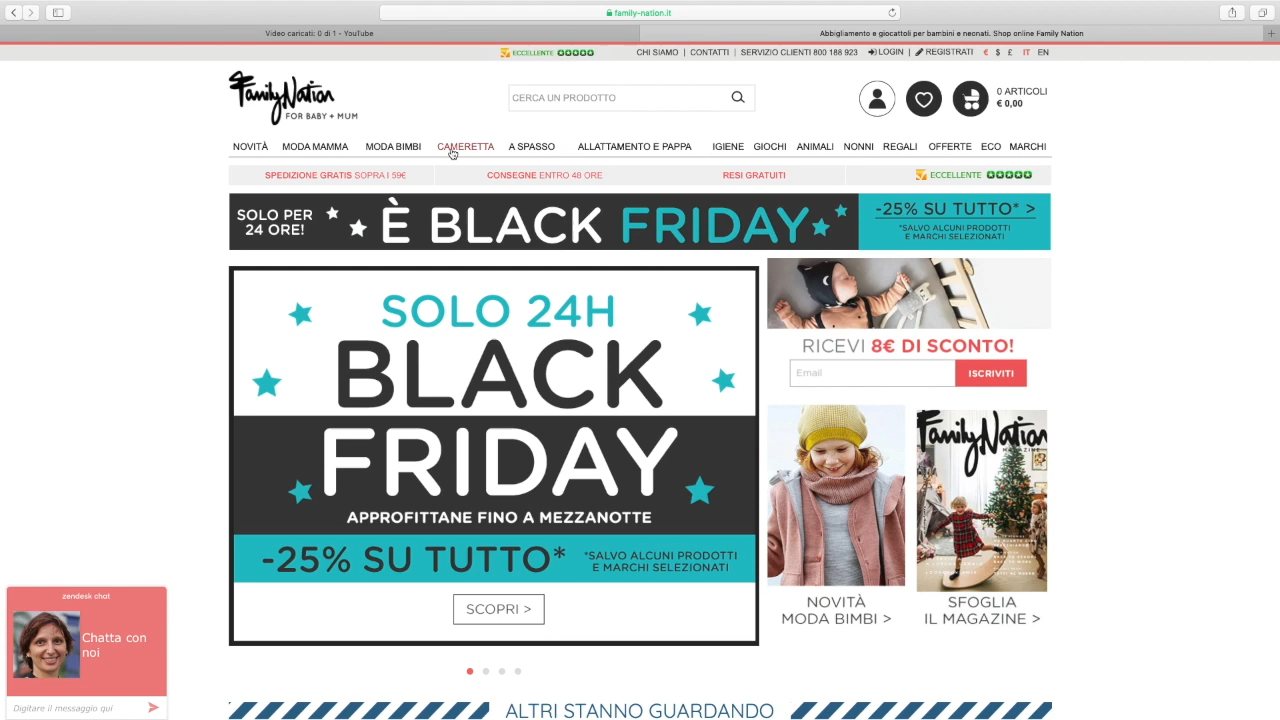 family-nation.it
Video caricati: 0 di 1 - YouTube
Abbigliamento e giocattoli per bambini e neonati. Shop online Family Nation
ECCELLENTE
CHI SIAMO | CONTATTI | SERVIZIO CLIENTI 800 188 923
LOGIN | REGISTRATI
€ $ £ IT EN
Family Nation
FOR BABY + MUM
CERCA UN PRODOTTO
0 ARTICOLI
€ 0,00
NOVITÀ MODA MAMMA MODA BIMBI CAMERETTA A SPASSO ALLATTAMENTO E PAPPA IGIENE GIOCHI ANIMALI NONNI REGALI OFFERTE ECO MARCHI
SPEDIZIONE GRATIS SOPRA I 59€
CONSEGNE ENTRO 48 ORE
RESI GRATUITI
ECCELLENTE
SOLO PER
24 ORE!
È BLACK FRIDAY
-25% SU TUTTO* >
*SALVO ALCUNI PRODOTTI
E MARCHI SELEZIONATI
SOLO 24H
BLACK
FRIDAY
APPROFITTANE FINO A MEZZANOTTE
-25% SU TUTTO*
*SALVO ALCUNI PRODOTTI
E MARCHI SELEZIONATI
SCOPRI >
RICEVI 8€ DI SCONTO!
Email
ISCRIVITI
NOVITÀ
MODA BIMBI >
Family Nation
MAGAZINE
SFOGLIA
IL MAGAZINE >
zendesk chat
Chatta con
noi
Digitare il messaggio qui
ALTRI STANNO GUARDANDO